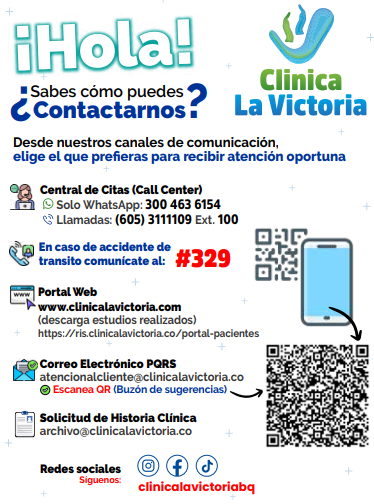 ¡Hola!
Clinica
La Victoria
¿Sabes cómo puedes
Contactarnos?
Desde nuestros canales de comunicación,
elige el que prefieras para recibir atención oportuna
Central de Citas (Call Center)
Solo WhatsApp: 300 463 6154
Llamadas: (605) 3111109 Ext. 100
En caso de accidente de
transito comunícate al: #329
WWW
Portal Web
www.clinicalavictoria.com
(descarga estudios realizados)
https://ris.clinicalavictoria.co/portal-pacientes
Correo Electrónico PQRS
atencionalcliente@clinicalavictoria.co
Escanea QR (Buzón de sugerencias)
Solicitud de Historia Clínica
archivo@clinicalavictoria.co
Redes sociales
Síguenos:
clinicalavictoriabq